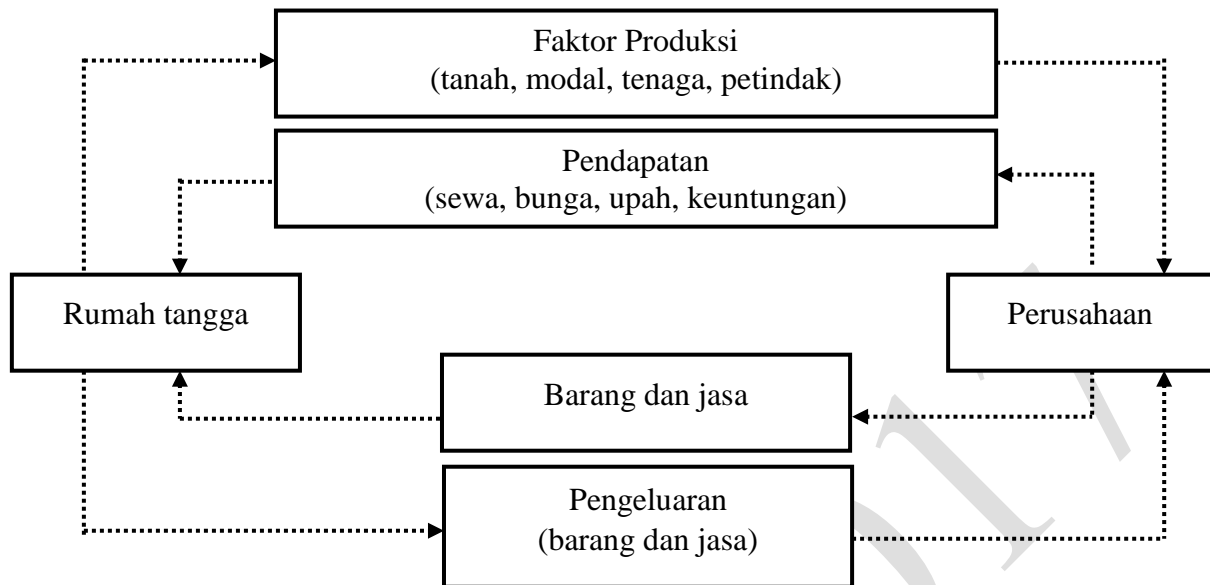 Faktor Produksi
(tanah, modal, tenaga, petindak)
Pendapatan
(sewa, bunga, upah, keuntungan)
Rumah tangga
Perusahaan
Barang dan jasa
Pengeluaran
(barang dan jasa)